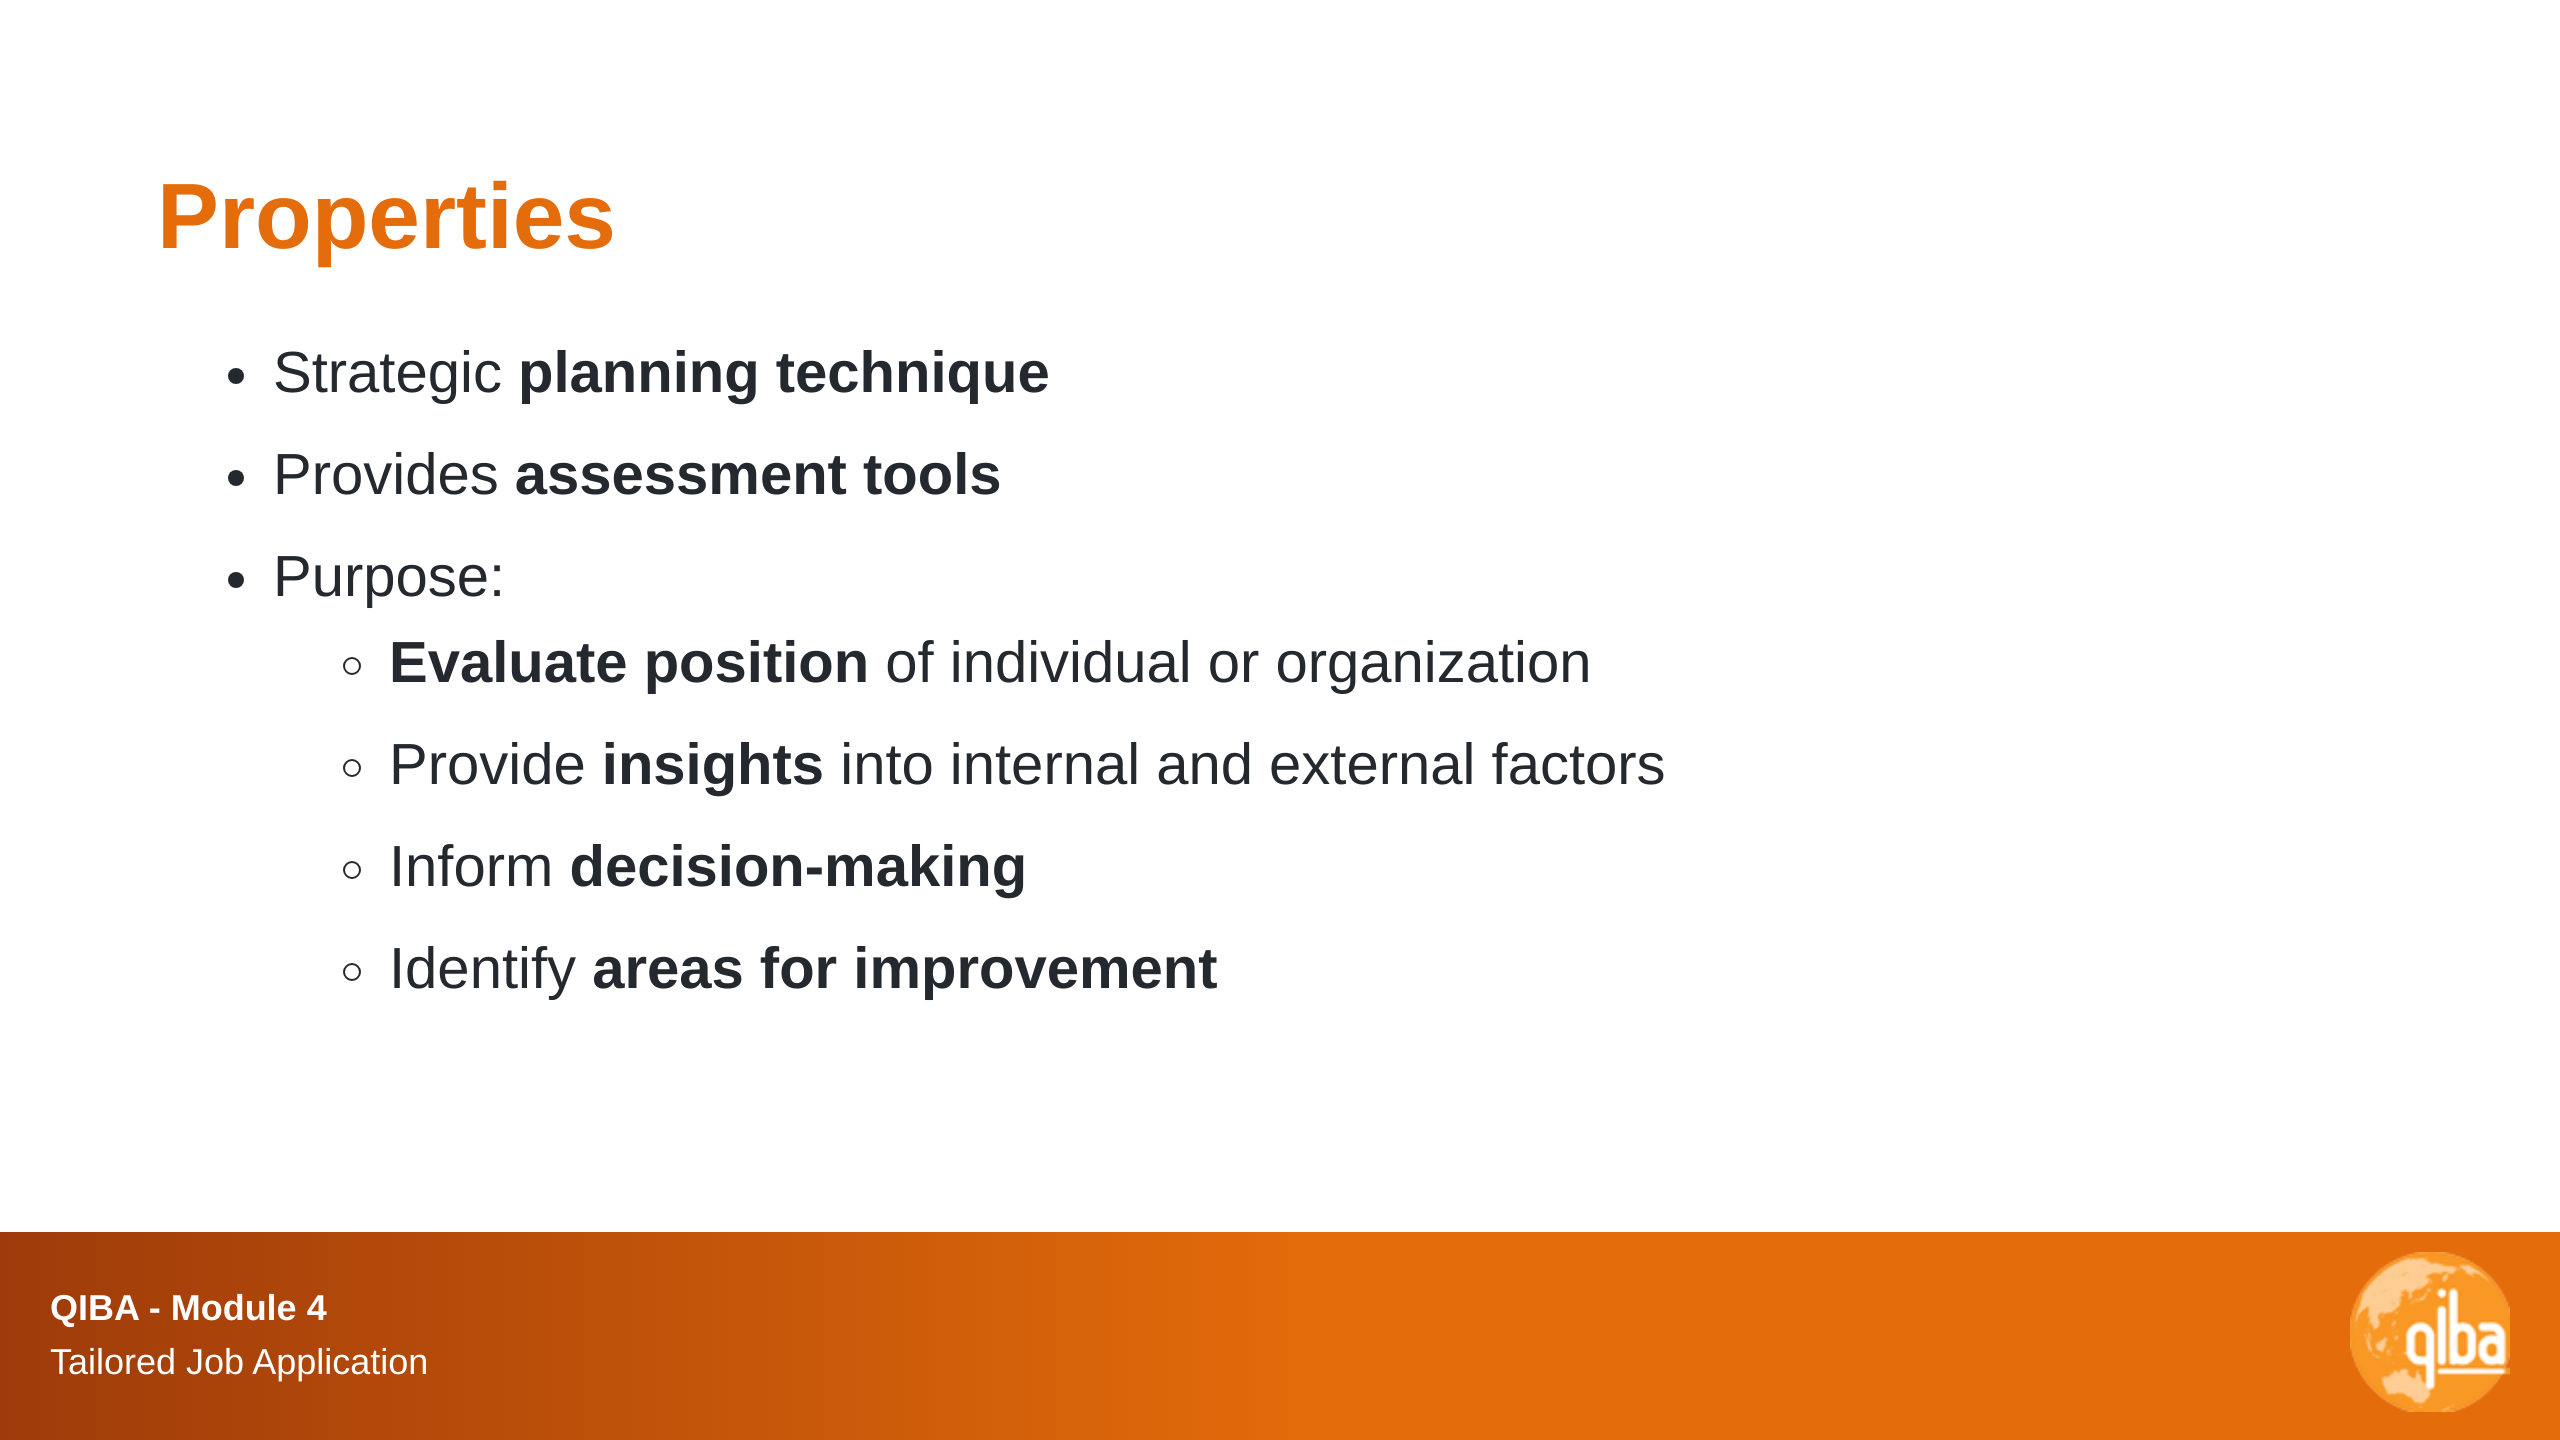 Properties
Strategic planning technique
Provides assessment tools
Purpose:
Evaluate position of individual or organization
Provide insights into internal and external factors
Inform decision-making
Identify areas for improvement
QIBA - Module 4
Tailored Job Application
qiba